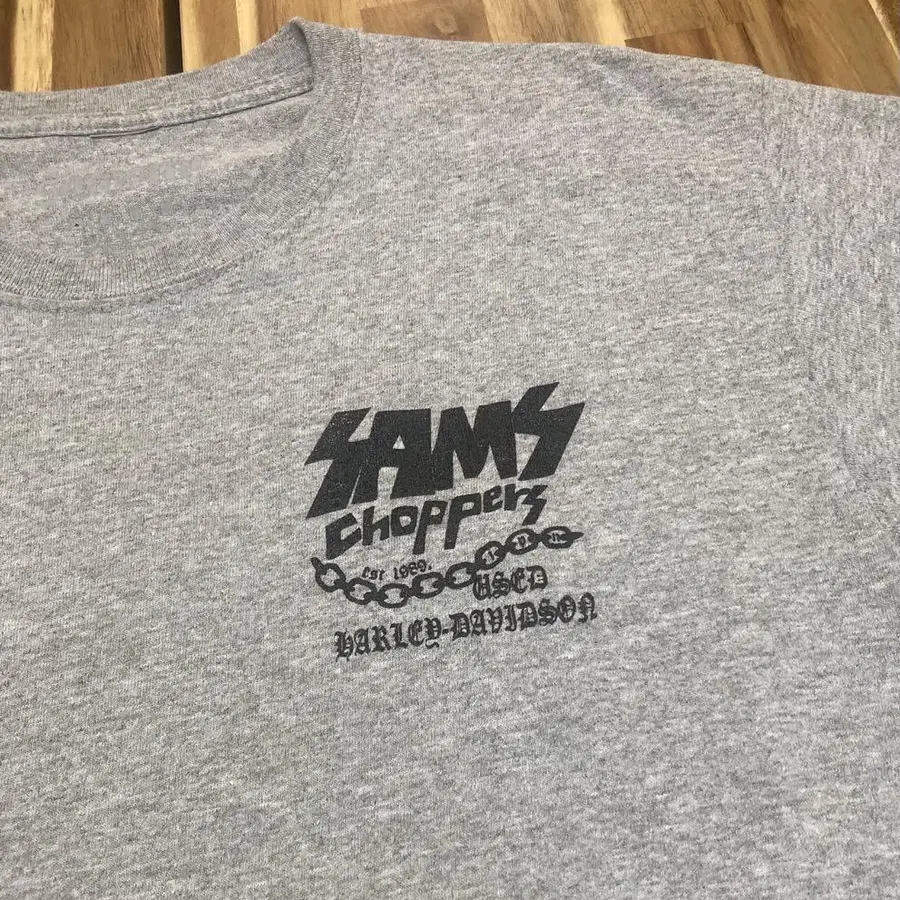 SAMS
Choppers
Est 1989.
USED
HARLEY-DAVIDSON